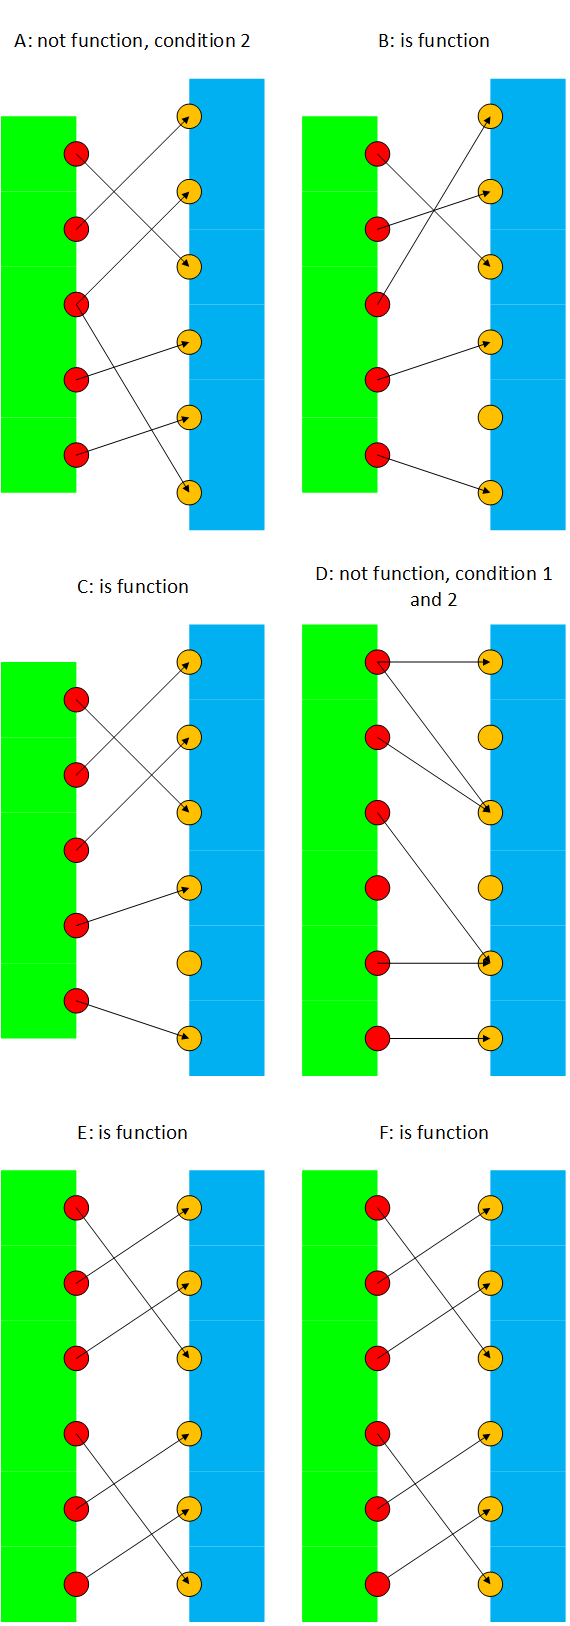 A: not function, condition 2
B: is function
C: is function
D: not function, condition 1
and 2
E: is function
F: is function